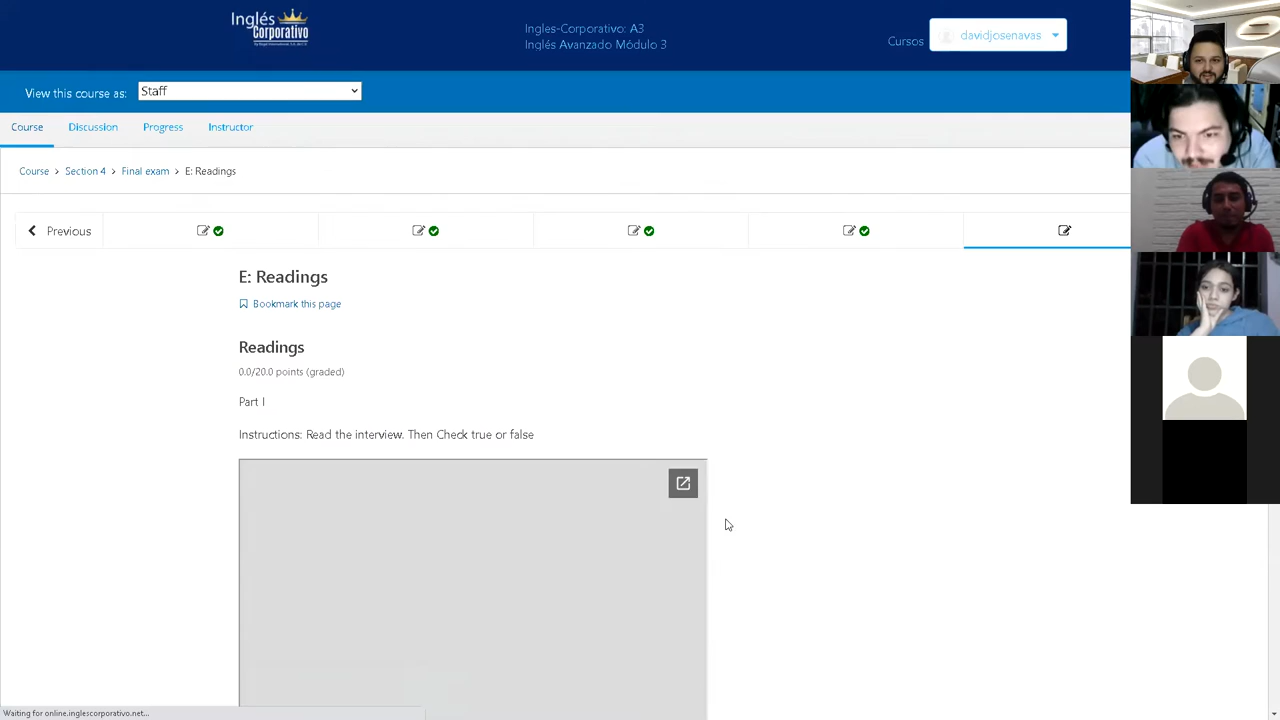 Inglés
Corporativo
Ingles-Corporativo: A3
Inglés Avanzado Módulo 3
Cursos
davidjosenavas
View this course as:
Staff
Course
Discussion
Progress
Instructor
Course > Section 4 > Final exam > E: Readings
Previous
E: Readings
Bookmark this page
Readings
0.0/20.0 points (graded)
Part I
Instructions: Read the interview. Then Check true or false
Waiting for online.inglescorporativo.net...